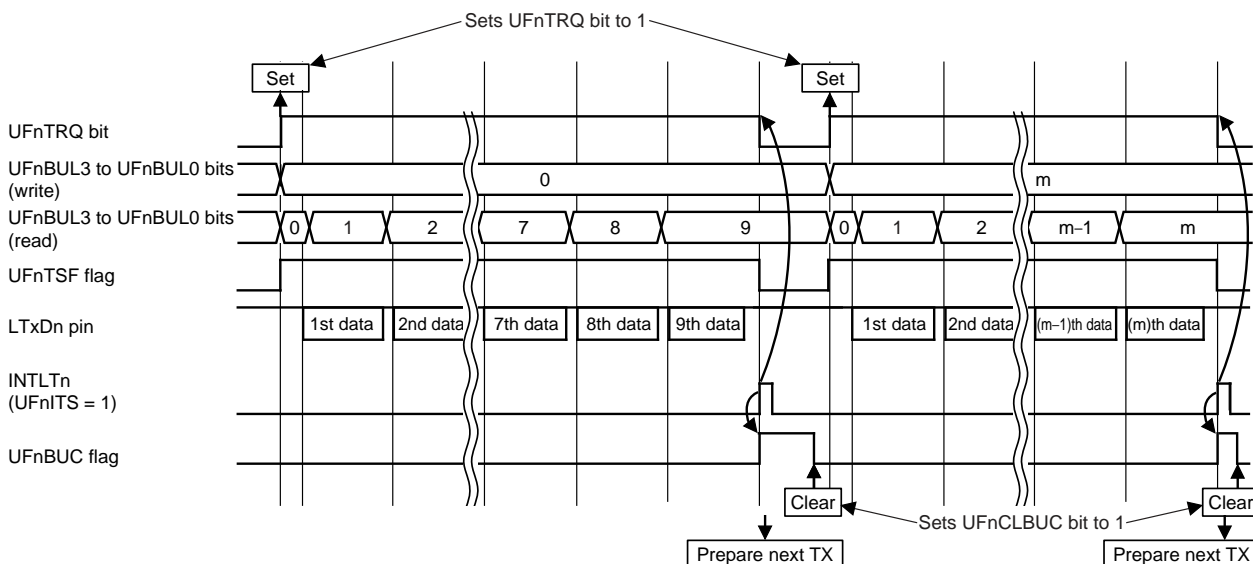 Sets UFnTRQ bit to 1
Set Set
UFnTRQ bit
UFnBUL3 to UFnBUL0 bits
(write)
0 m
UFnBUL3 to UFnBUL0 bits
(read)
0 1 2 7 8 9 0 1 2 m−1 m
UFnTSF flag
LTxDn pin
1st data 2nd data 7th data 8th data 9th data 1st data 2nd data (m−1)th data (m)th data
INTLTn
(UFnITS = 1)
UFnBUC flag
Clear Clear
Sets UFnCLBUC bit to 1
Prepare next TX Prepare next TX